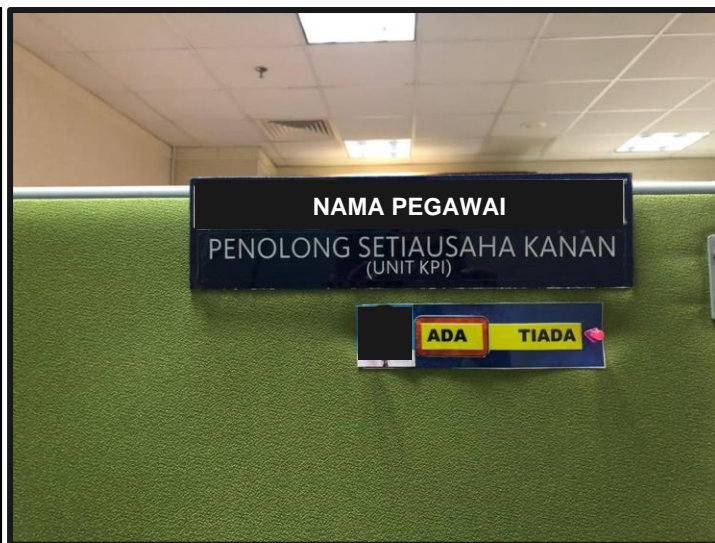 NAMA PEGAWAI
PENOLONG SETIAUSAHA KANAN
(UNIT KPI)
ADA TIADA